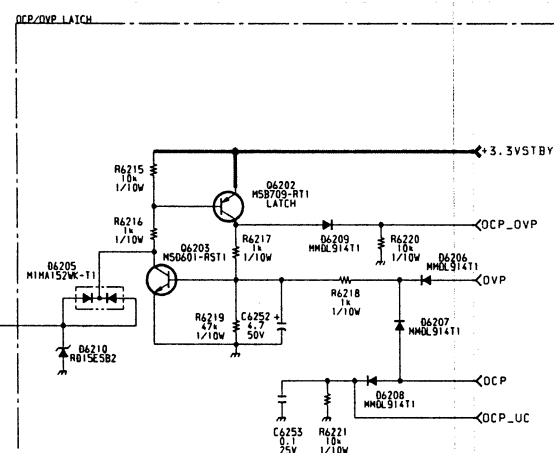 OCP/OVP LATCH
+3.3VSTBY
R6215
10k
1/10W
Q6202
MSB709-RT1
LATCH
OCP_OVP
R6216
1k
1/10W
D6209
MMDL914T1
R6220
10k
1/10W
Q6203
MSD601-RST1
R6217
1k
1/10W
D6206
MMDL914T1
D6205
M1MA152WK-T1
OVP
R6218
1k
1/10W
R6219
47k
1/10W
C6252
+
4.7
50V
D6207
MMDL914T1
D6210
RD15ESB2
OCP
D6208
MMDL914T1
OCP_UC
C6253
0.1
25V
R6221
10k
1/10W